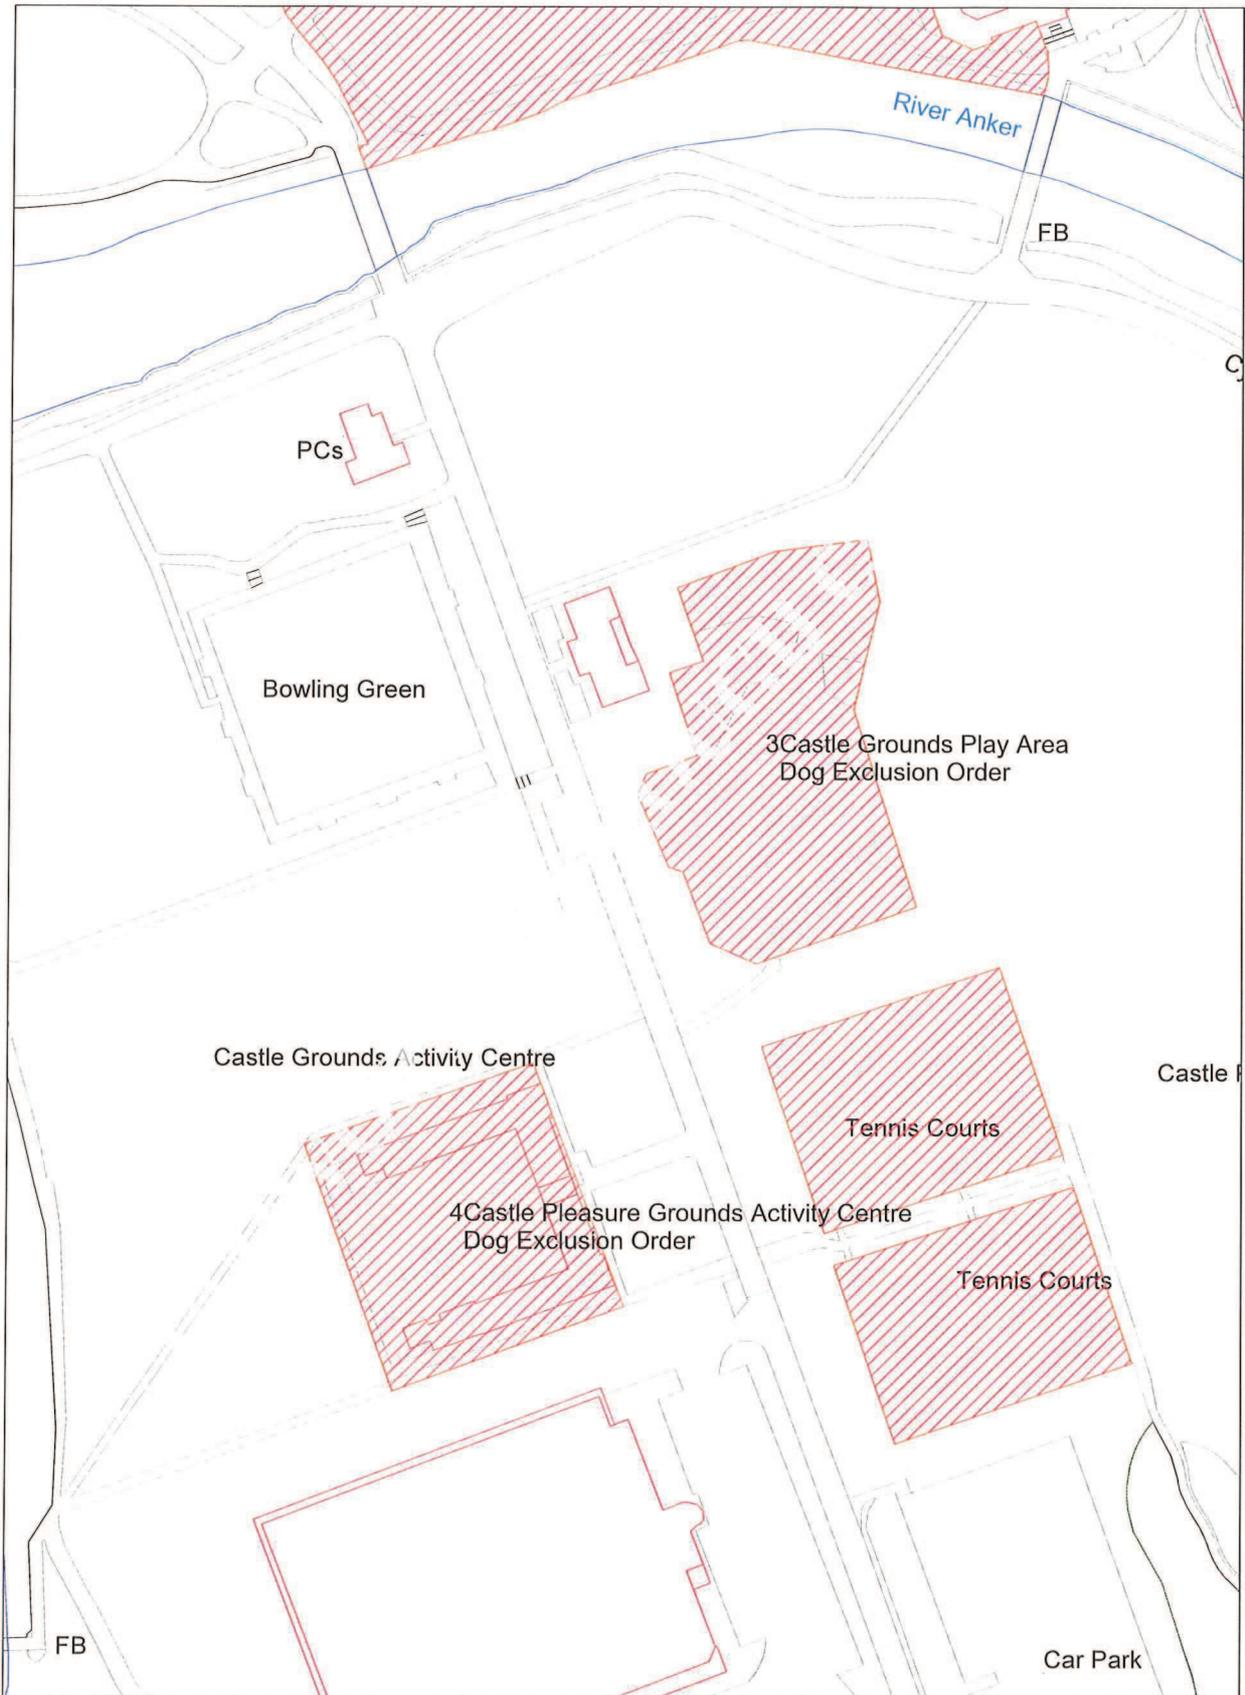 River Anker
FB
PCs
Bowling Green
3Castle Grounds Play Area
Dog Exclusion Order
Castle Grounds Activity Centre
Castle
Tennis Courts
4Castle Pleasure Grounds Activity Centre
Dog Exclusion Order
Tennis Courts
FB
Car Park